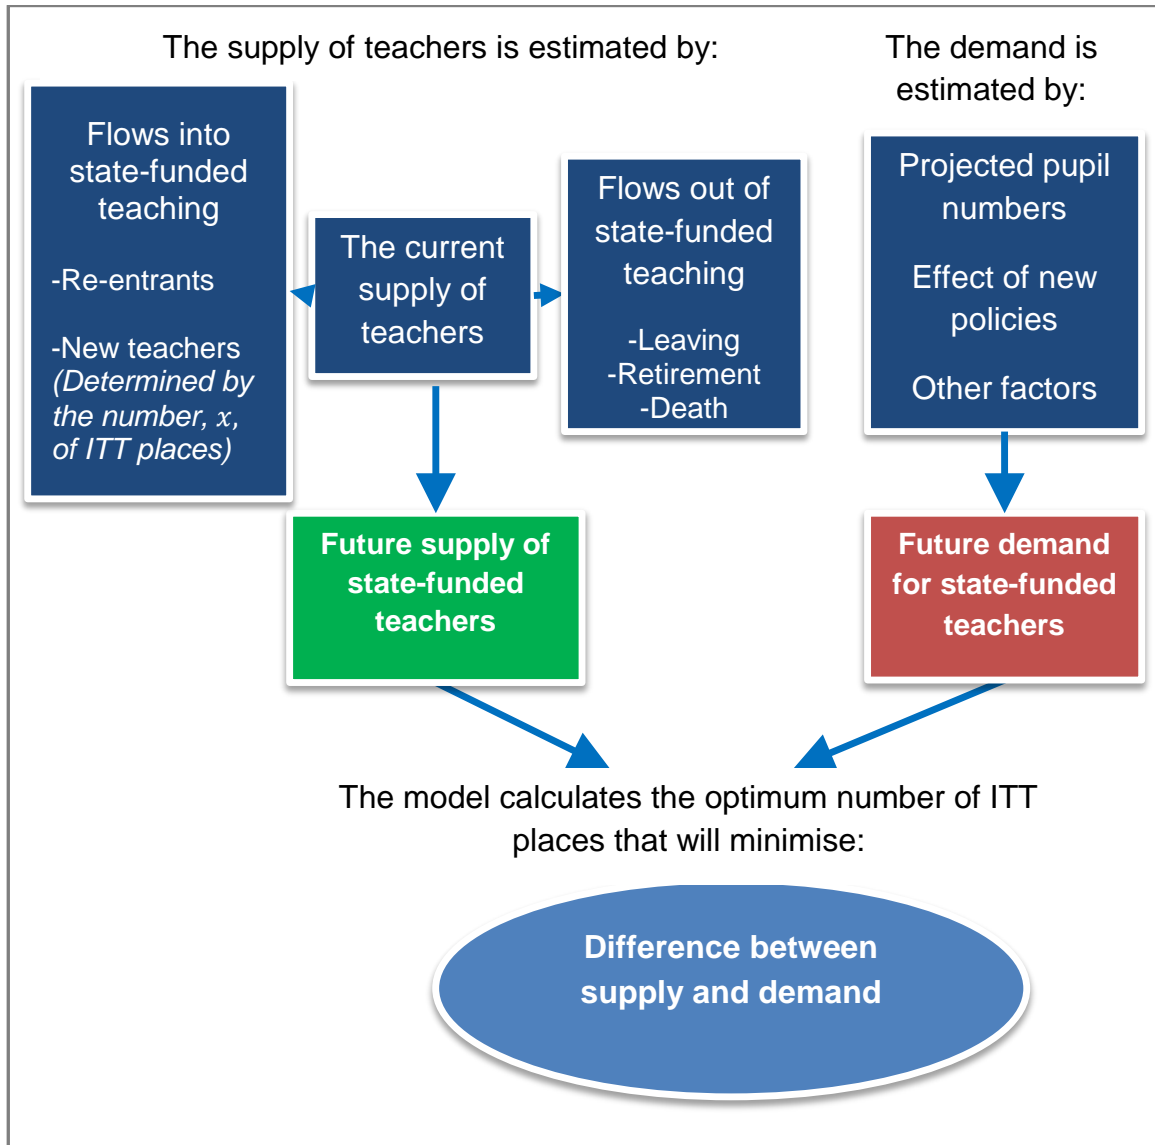 The supply of teachers is estimated by:
The demand is
estimated by:
Flows into
state-funded
teaching
-Re-entrants
-New teachers
(Determined by
the number, x,
of ITT places)
The current
supply of
teachers
Flows out of
state-funded
teaching
-Leaving
-Retirement
-Death
Projected pupil
numbers
Effect of new
policies
Other factors
Future supply of
state-funded
teachers
Future demand
for state-funded
teachers
The model calculates the optimum number of ITT
places that will minimise:
Difference between
supply and demand